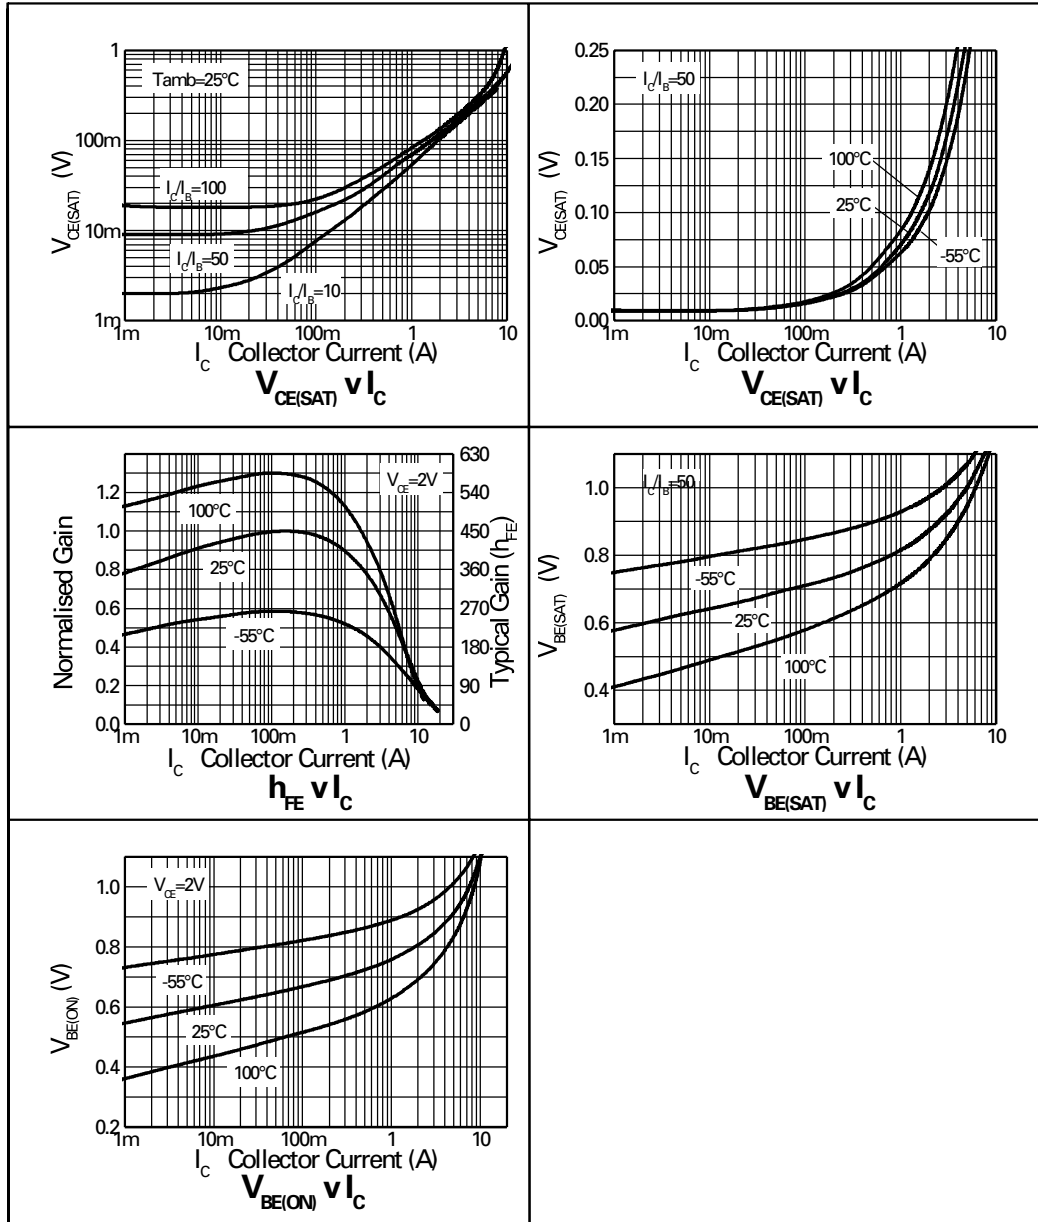 1
100m
10m
1m
V_CE(SAT) (V)
Tamb=25°C
I_C/I_B=100
I_C/I_B=50
I_C/I_B=10
1m 10m 100m 1 10
I_C Collector Current (A)
V_CE(SAT) v I_C
0.25
0.20
0.15
0.10
0.05
0.00
V_CE(SAT) (V)
I_C/I_B=50
100°C
25°C
-55°C
1m 10m 100m 1 10
I_C Collector Current (A)
V_CE(SAT) v I_C
1.2
1.0
0.8
0.6
0.4
0.2
0.0
Normalised Gain
V_CE=2V
100°C
25°C
-55°C
630
540
450
360
270
180
90
0
Typical Gain (h_FE)
1m 10m 100m 1 10
I_C Collector Current (A)
h_FE v I_C
1.0
0.8
0.6
0.4
V_BE(SAT) (V)
I_C/I_B=50
-55°C
25°C
100°C
1m 10m 100m 1 10
I_C Collector Current (A)
V_BE(SAT) v I_C
1.0
0.8
0.6
0.4
0.2
V_BE(ON) (V)
V_CE=2V
-55°C
25°C
100°C
1m 10m 100m 1 10
I_C Collector Current (A)
V_BE(ON) v I_C